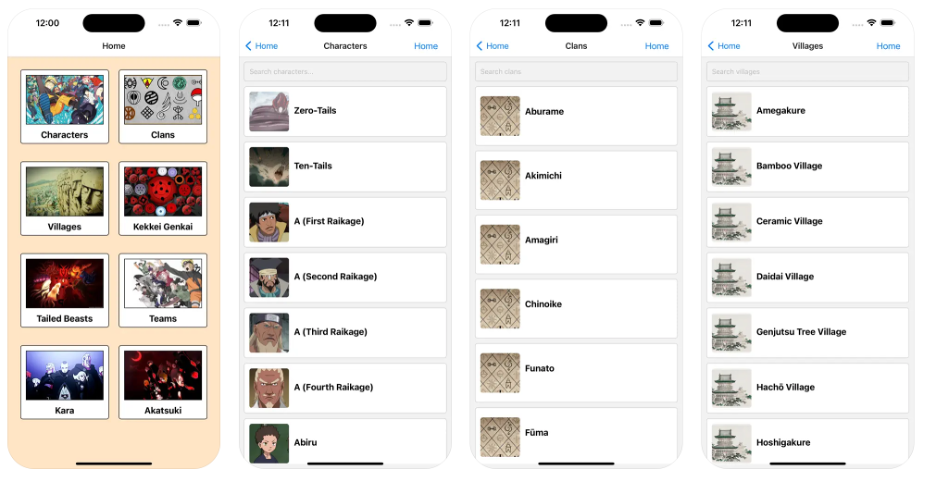 12:00
Home
Characters
Clans
Villages
Kekkei Genkai
Tailed Beasts
Teams
Kara
Akatsuki
12:11
Home Characters Home
Search characters...
Zero-Tails
Ten-Tails
A (First Raikage)
A (Second Raikage)
A (Third Raikage)
A (Fourth Raikage)
Abiru
12:11
Home Clans Home
Search clans
Aburame
Akimichi
Amagiri
Chinoike
Funato
Fūma
12:11
Home Villages Home
Search villages
Amegakure
Bamboo Village
Ceramic Village
Daidai Village
Genjutsu Tree Village
Hachō Village
Hoshigakure